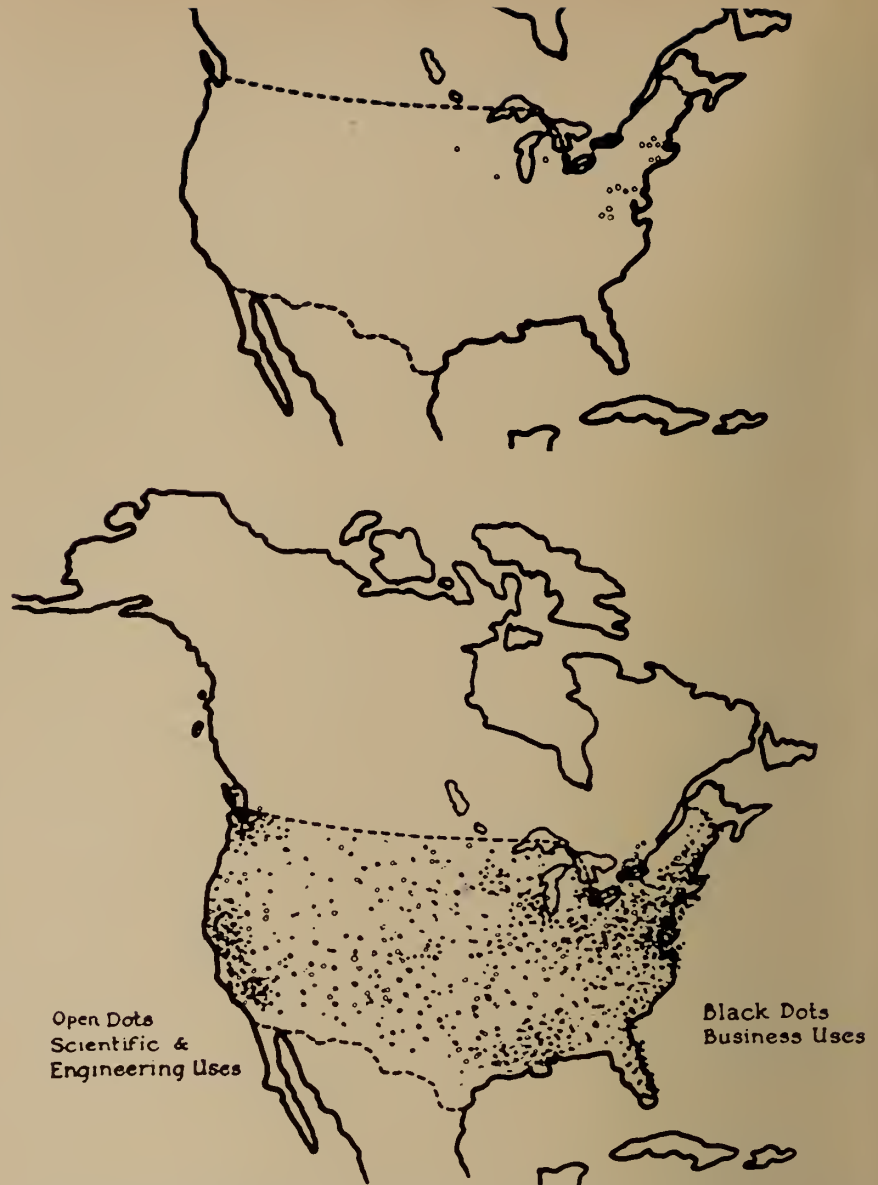 Open Dots
Scientific &
Engineering Uses
Black Dots
Business Uses